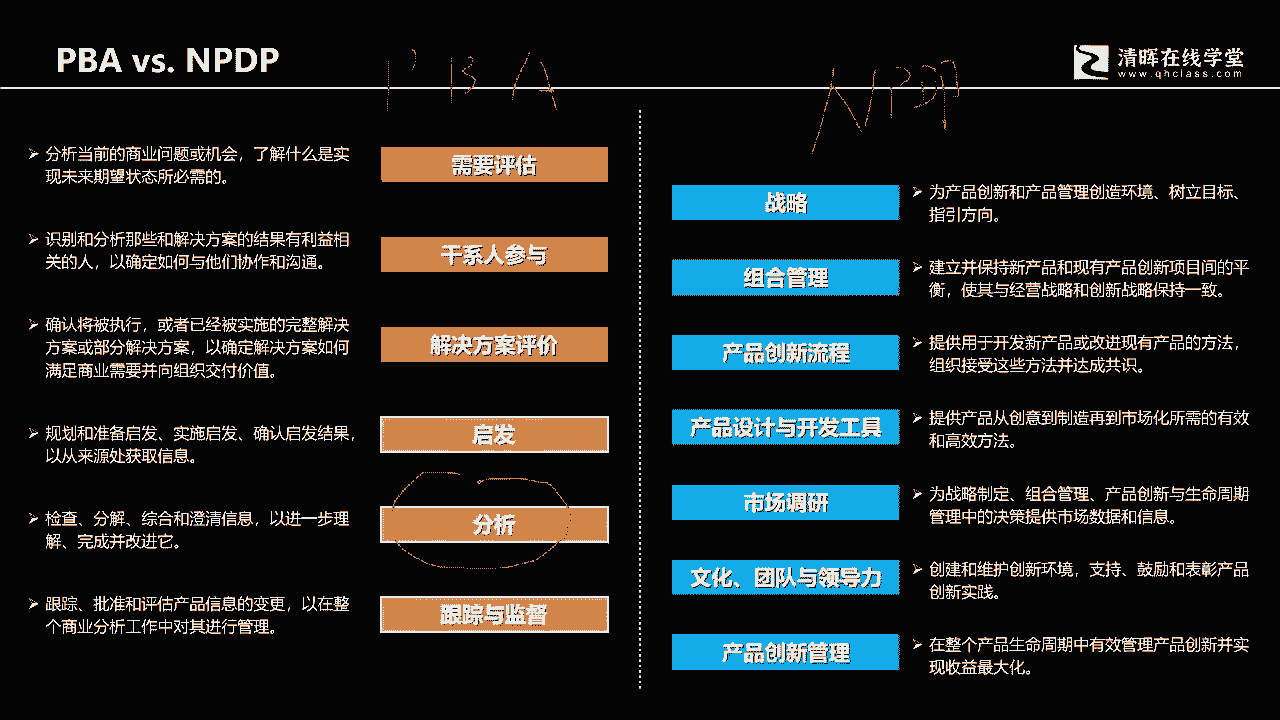 PBA vs. NPDP
PBA
NPDP
清晖在线学堂
www.qhclass.com
分析当前的商业问题或机会，了解什么是实
现未来期望状态所必需的。
需要评估
识别和分析那些和解决方案的结果有利益相
关的人，以确定如何与他们协作和沟通。
干系人参与
确认将被执行，或者已经被实施的完整解决
方案或部分解决方案，以确定解决方案如何
满足商业需要并向组织交付价值。
解决方案评价
规划和准备启发、实施启发、确认启发结果，
以从来源处获取信息。
启发
检查、分解、综合和澄清信息，以进一步理
解、完成并改进它。
分析
跟踪、批准和评估产品信息的变更，以在整
个商业分析工作中对其进行管理。
跟踪与监督
战略
为产品创新和产品管理创造环境、树立目标、
指引方向。
组合管理
建立并保持新产品和现有产品创新项目间的平
衡，使其与经营战略和创新战略保持一致。
产品创新流程
提供用于开发新产品或改进现有产品的方法，
组织接受这些方法并达成共识。
产品设计与开发工具
提供产品从创意到制造再到市场化所需的有效
和高效方法。
市场调研
为战略制定、组合管理、产品创新与生命周期
管理中的决策提供市场数据和信息。
文化、团队与领导力
创建和维护创新环境，支持、鼓励和表彰产品
创新实践。
产品创新管理
在整个产品生命周期中有效管理产品创新并实
现收益最大化。